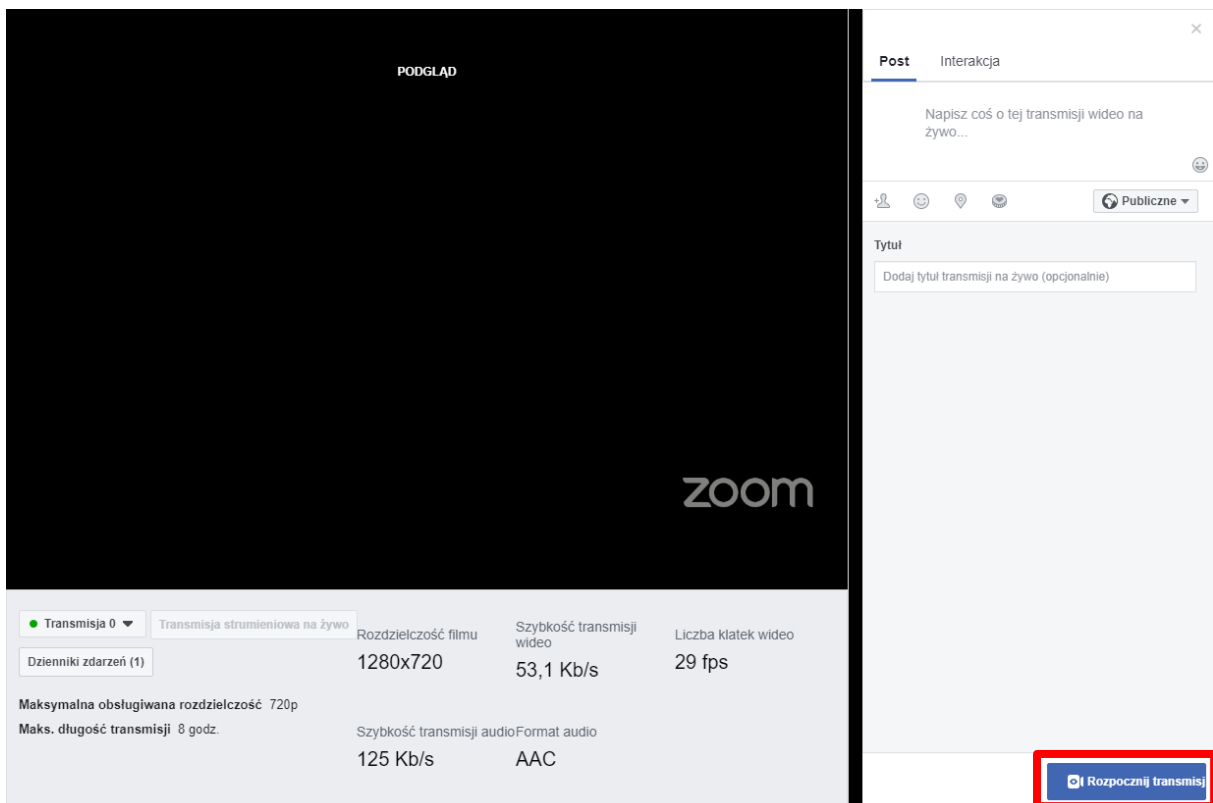 PODGLĄD
zoom
Transmisja 0
Transmisja strumieniowa na żywo
Dzienniki zdarzeń (1)
Maksymalna obsługiwana rozdzielczość 720p
Maks. długość transmisji 8 godz.
Rozdzielczość filmu
1280x720
Szybkość transmisji
wideo
53,1 Kb/s
Liczba klatek wideo
29 fps
Szybkość transmisji audio
125 Kb/s
Format audio
AAC
Post Interakcja
Napisz coś o tej transmisji wideo na
żywo...
Publiczne
Tytuł
Dodaj tytuł transmisji na żywo (opcjonalnie)
Rozpocznij transmisj